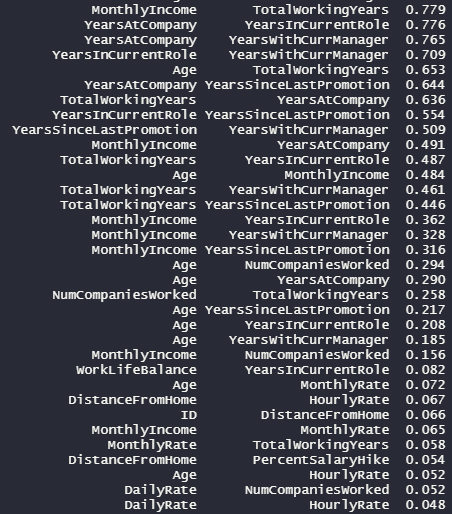 MonthlyIncome TotalWorkingYears 0.779
YearsAtCompany YearsInCurrentRole 0.776
YearsAtCompany YearsWithCurrManager 0.765
YearsInCurrentRole YearsWithCurrManager 0.709
Age TotalWorkingYears 0.653
YearsAtCompany YearsSinceLastPromotion 0.644
TotalWorkingYears YearsAtCompany 0.636
YearsInCurrentRole YearsSinceLastPromotion 0.554
YearsSinceLastPromotion YearsWithCurrManager 0.509
MonthlyIncome YearsAtCompany 0.491
TotalWorkingYears YearsInCurrentRole 0.487
Age MonthlyIncome 0.484
TotalWorkingYears YearsWithCurrManager 0.461
TotalWorkingYears YearsSinceLastPromotion 0.446
MonthlyIncome YearsInCurrentRole 0.362
MonthlyIncome YearsWithCurrManager 0.328
MonthlyIncome YearsSinceLastPromotion 0.316
Age NumCompaniesWorked 0.294
Age YearsAtCompany 0.290
NumCompaniesWorked TotalWorkingYears 0.258
Age YearsSinceLastPromotion 0.217
Age YearsInCurrentRole 0.208
Age YearsWithCurrManager 0.185
MonthlyIncome NumCompaniesWorked 0.156
WorkLifeBalance YearsInCurrentRole 0.082
Age MonthlyRate 0.072
DistanceFromHome HourlyRate 0.067
ID DistanceFromHome 0.066
MonthlyIncome MonthlyRate 0.065
MonthlyRate TotalWorkingYears 0.058
DistanceFromHome PercentSalaryHike 0.054
Age HourlyRate 0.052
DailyRate NumCompaniesWorked 0.052
DailyRate HourlyRate 0.048